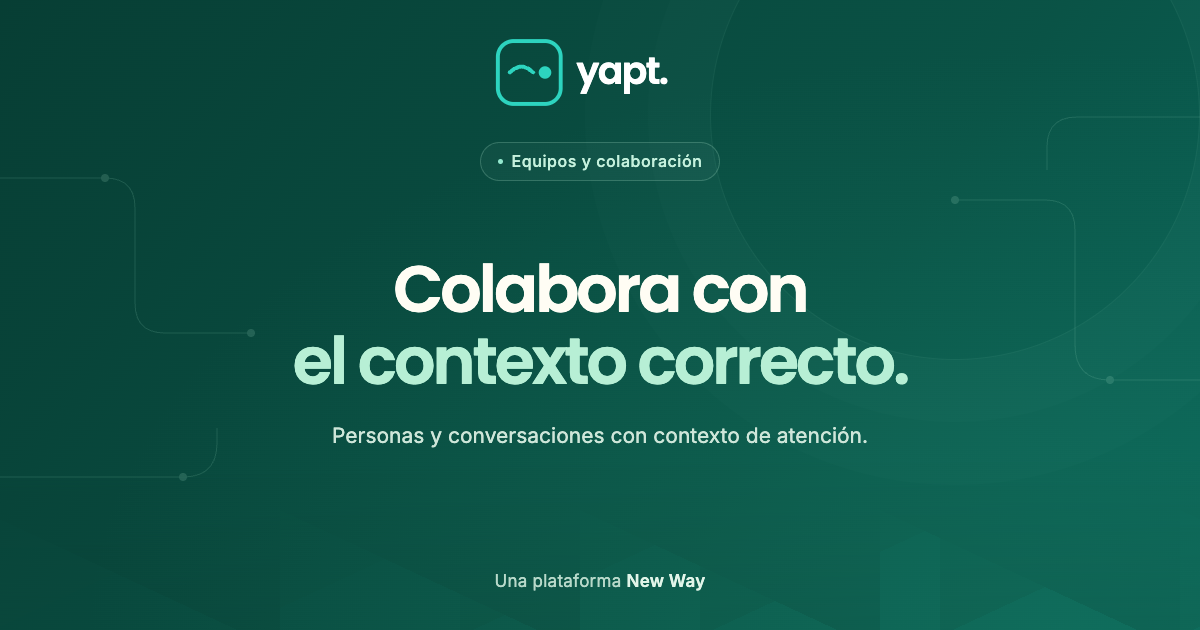 yapt.
• Equipos y colaboración
Colabora con
el contexto correcto.
Personas y conversaciones con contexto de atención.
Una plataforma New Way